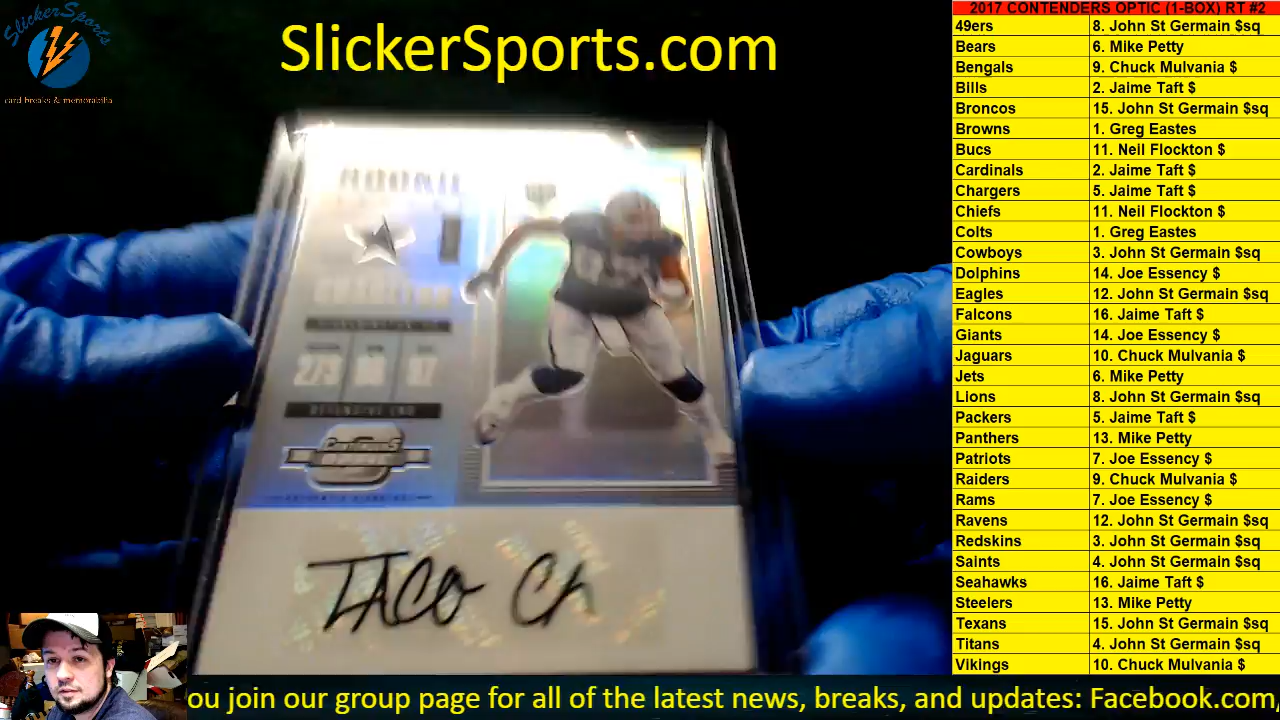 SlickerSports
card breaks & memorabilia
SlickerSports.com
ROOKIE
DEFENSIVE END
TACO Ch
2017 CONTENDERS OPTIC (1-BOX) RT #2
49ers 8. John St Germain $sq
Bears 6. Mike Petty
Bengals 9. Chuck Mulvania $
Bills 2. Jaime Taft $
Broncos 15. John St Germain $sq
Browns 1. Greg Eastes
Bucs 11. Neil Flockton $
Cardinals 2. Jaime Taft $
Chargers 5. Jaime Taft $
Chiefs 11. Neil Flockton $
Colts 1. Greg Eastes
Cowboys 3. John St Germain $sq
Dolphins 14. Joe Essency $
Eagles 12. John St Germain $sq
Falcons 16. Jaime Taft $
Giants 14. Joe Essency $
Jaguars 10. Chuck Mulvania $
Jets 6. Mike Petty
Lions 8. John St Germain $sq
Packers 5. Jaime Taft $
Panthers 13. Mike Petty
Patriots 7. Joe Essency $
Raiders 9. Chuck Mulvania $
Rams 7. Joe Essency $
Ravens 12. John St Germain $sq
Redskins 3. John St Germain $sq
Saints 4. John St Germain $sq
Seahawks 16. Jaime Taft $
Steelers 13. Mike Petty
Texans 15. John St Germain $sq
Titans 4. John St Germain $sq
Vikings 10. Chuck Mulvania $
ou join our group page for all of the latest news, breaks, and updates: Facebook.com/